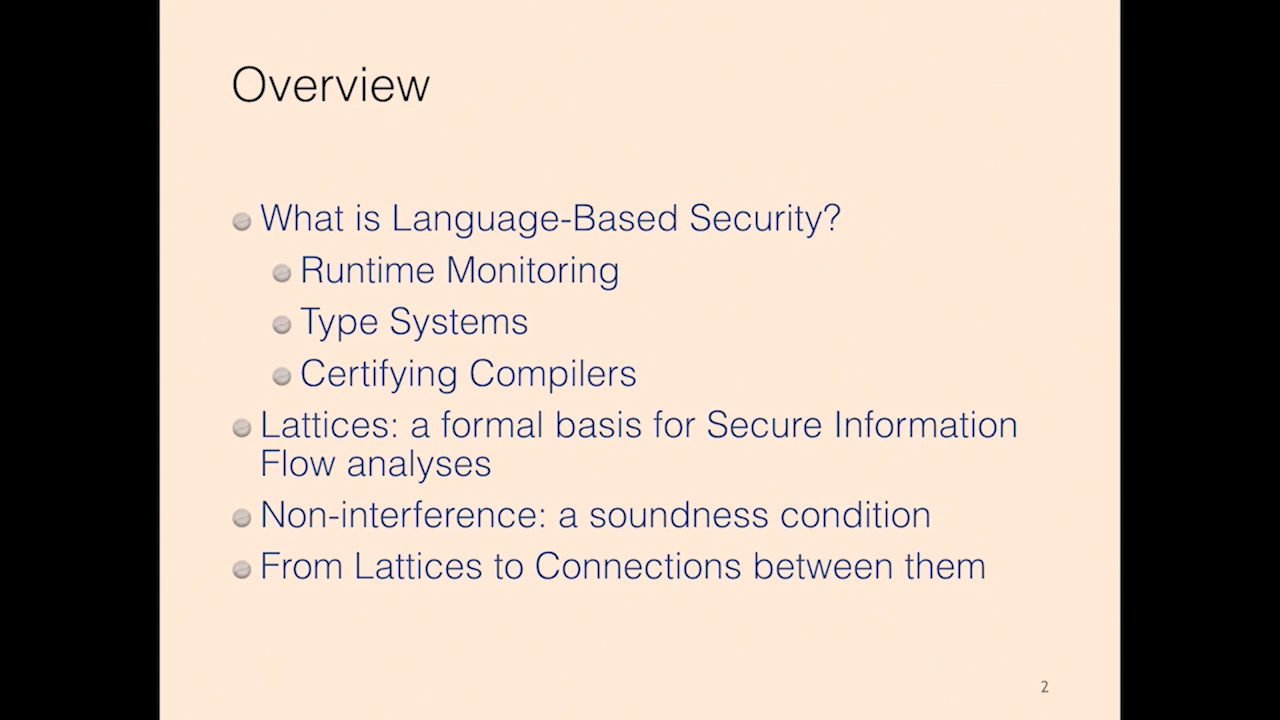 Overview
What is Language-Based Security?
Runtime Monitoring
Type Systems
Certifying Compilers
Lattices: a formal basis for Secure Information
Flow analyses
Non-interference: a soundness condition
From Lattices to Connections between them
2